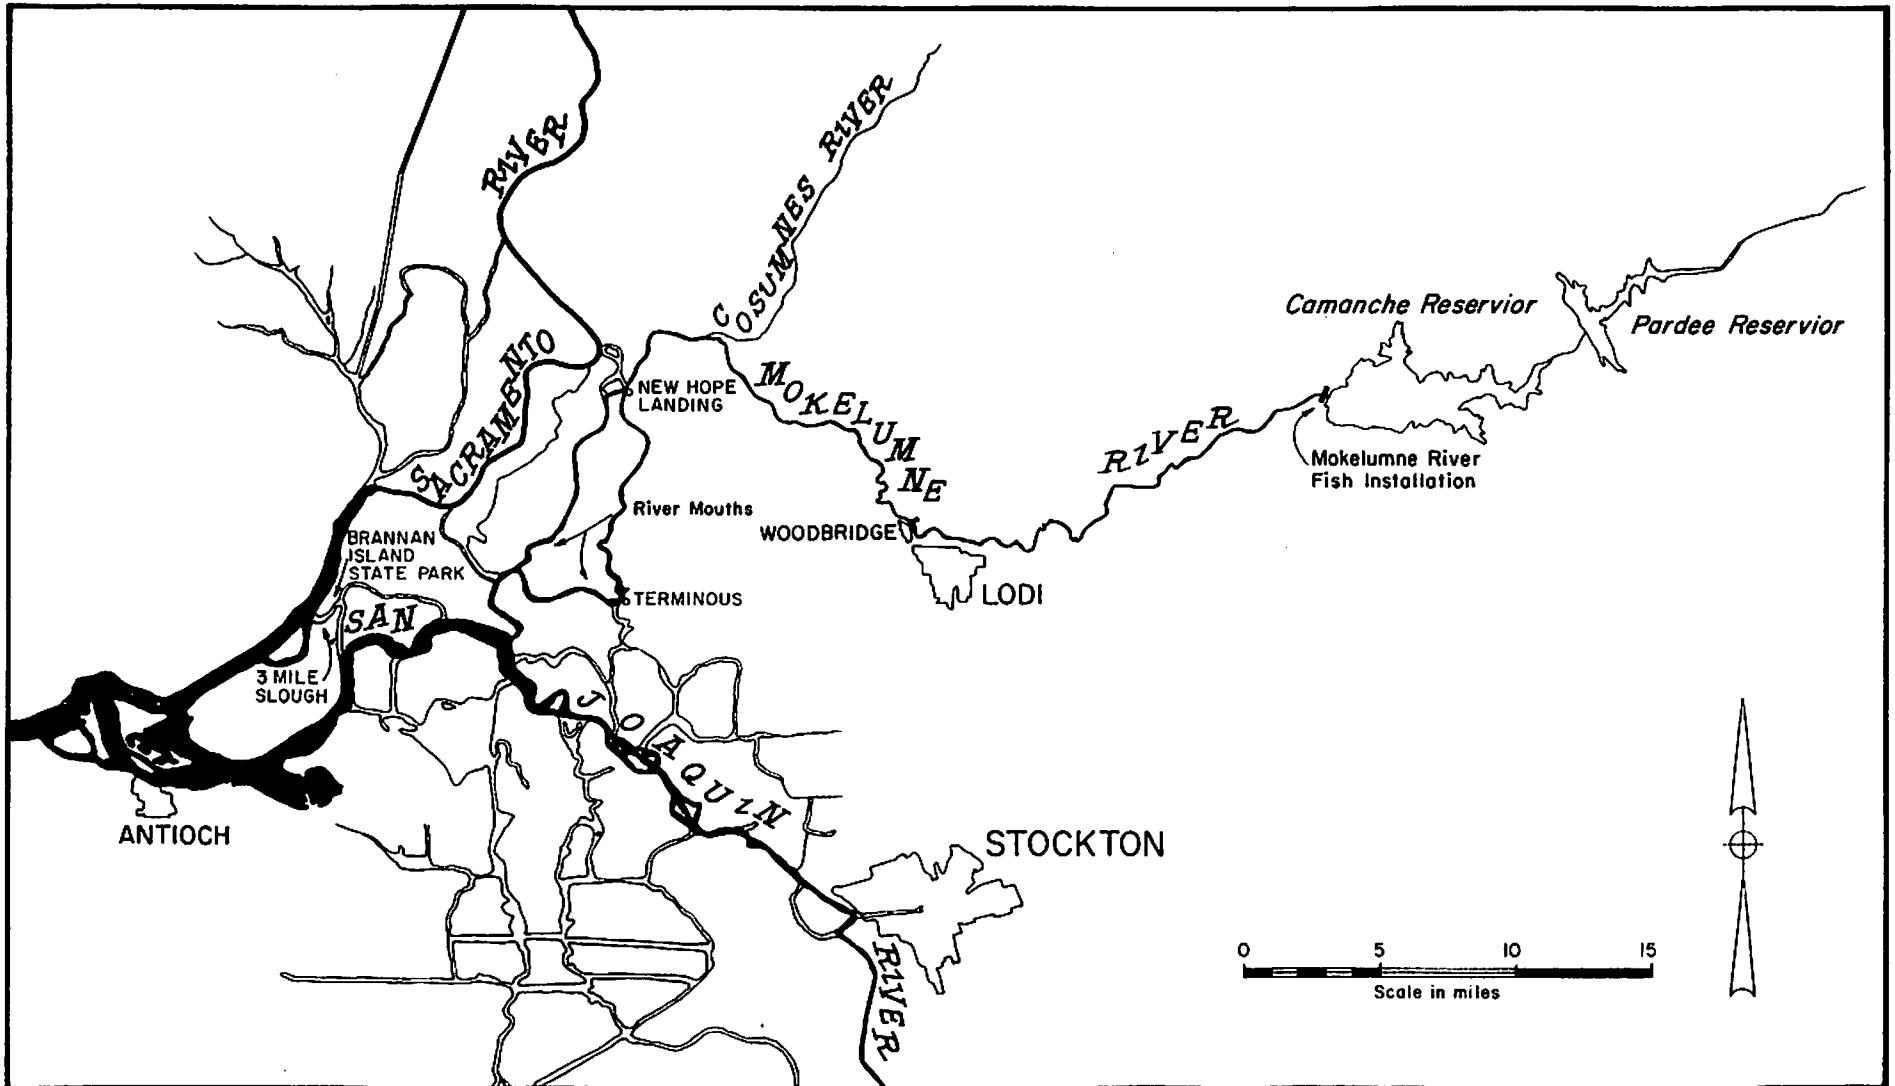 SACRAMENTO RIVER
COSUMNES RIVER
Camanche Reservior
Pardee Reservior
NEW HOPE
LANDING
MOKELUMNE RIVER
Mokelumne River
Fish Installation
River Mouths
WOODBRIDGE
BRANNAN
ISLAND
STATE PARK
LODI
TERMINOUS
SAN JOAQUIN RIVER
3 MILE
SLOUGH
ANTIOCH
STOCKTON
0 5 10 15
Scale in miles